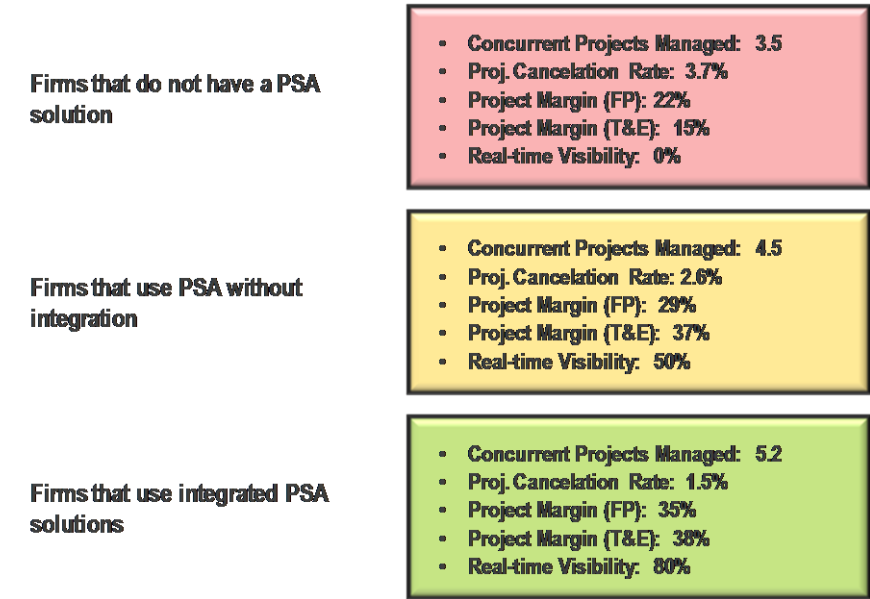 Firms that do not have a PSA
solution
• Concurrent Projects Managed: 3.5
• Proj. Cancelation Rate: 3.7%
• Project Margin (FP): 22%
• Project Margin (T&E): 15%
• Real-time Visibility: 0%
Firms that use PSA without
integration
• Concurrent Projects Managed: 4.5
• Proj. Cancelation Rate: 2.6%
• Project Margin (FP): 29%
• Project Margin (T&E): 37%
• Real-time Visibility: 50%
Firms that use integrated PSA
solutions
• Concurrent Projects Managed: 5.2
• Proj. Cancelation Rate: 1.5%
• Project Margin (FP): 35%
• Project Margin (T&E): 38%
• Real-time Visibility: 80%